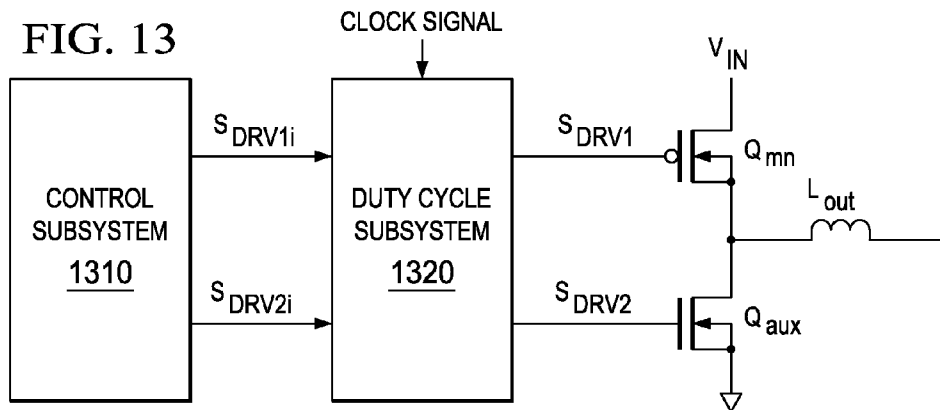 FIG. 13
CLOCK SIGNAL
V_IN
S_DRV1i
S_DRV1
Q_mn
CONTROL
SUBSYSTEM
1310
DUTY CYCLE
SUBSYSTEM
1320
L_out
S_DRV2i
S_DRV2
Q_aux